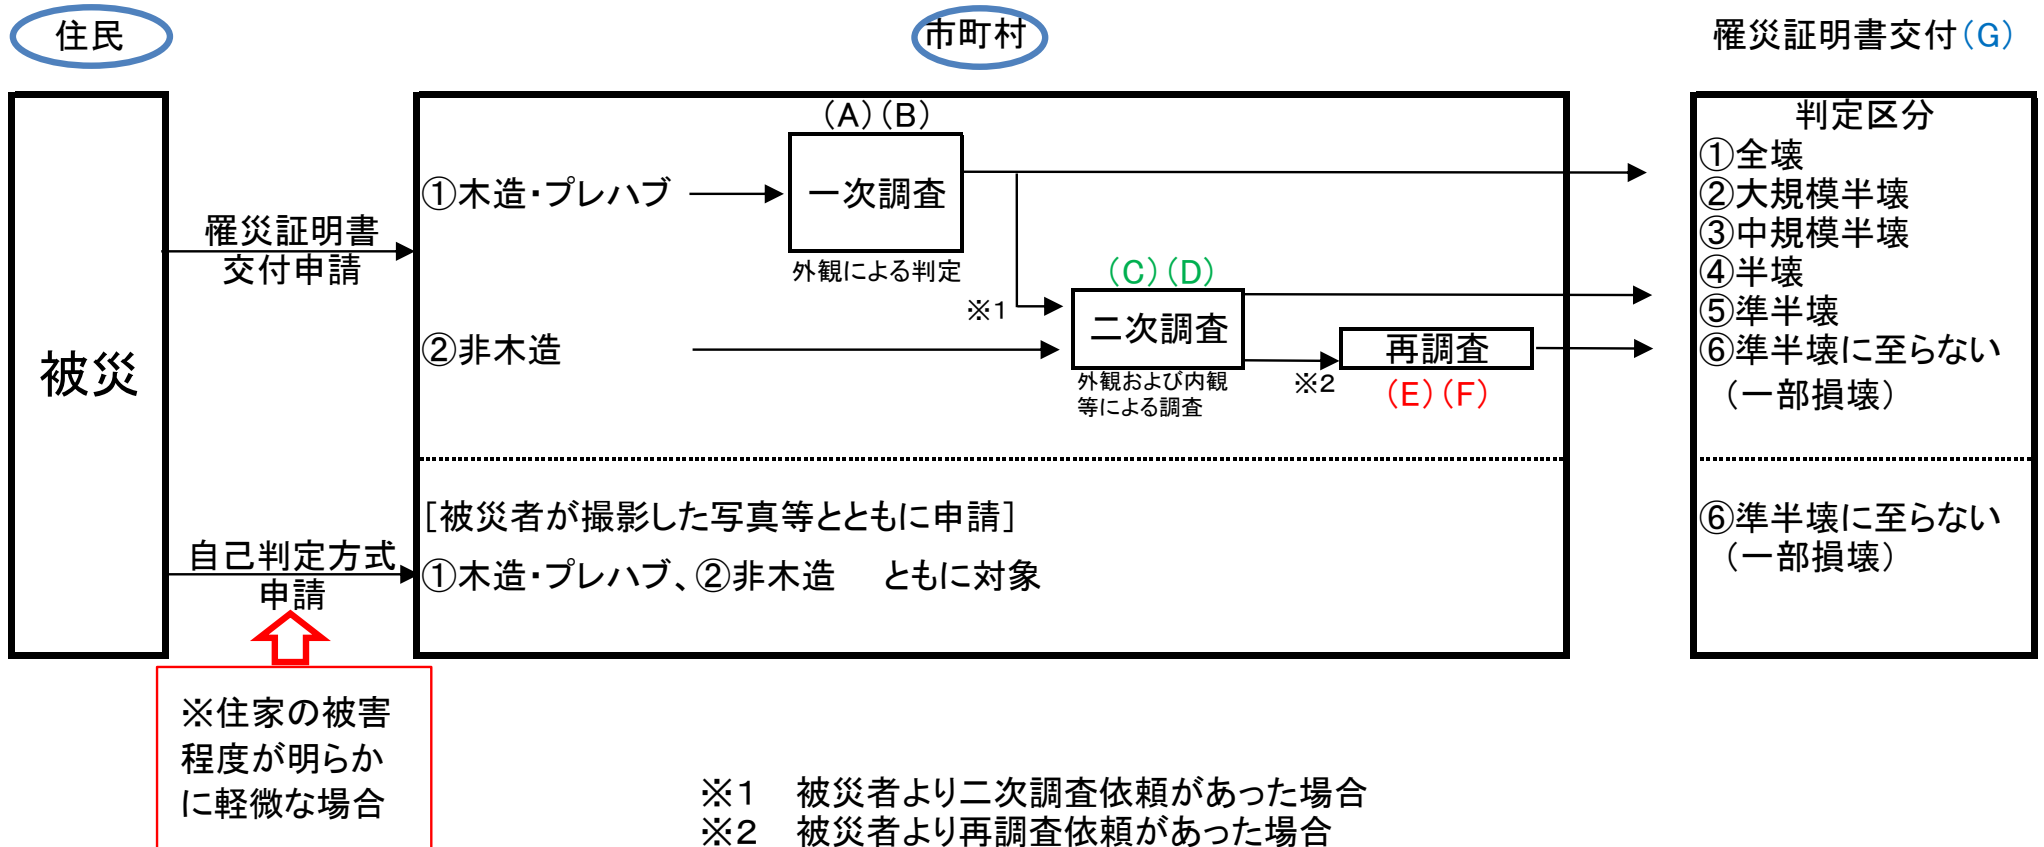 住民
市町村
罹災証明書交付(G)
被災
罹災証明書
交付申請
(A)(B)
①木造・プレハブ
一次調査
外観による判定
※1
(C)(D)
②非木造
二次調査
外観および内観
等による調査
※2
再調査
(E)(F)
判定区分
①全壊
②大規模半壊
③中規模半壊
④半壊
⑤準半壊
⑥準半壊に至らない
(一部損壊)
自己判定方式
申請
[被災者が撮影した写真等とともに申請]
①木造・プレハブ、②非木造 ともに対象
⑥準半壊に至らない
(一部損壊)
※住家の被害
程度が明らか
に軽微な場合
※1 被災者より二次調査依頼があった場合
※2 被災者より再調査依頼があった場合